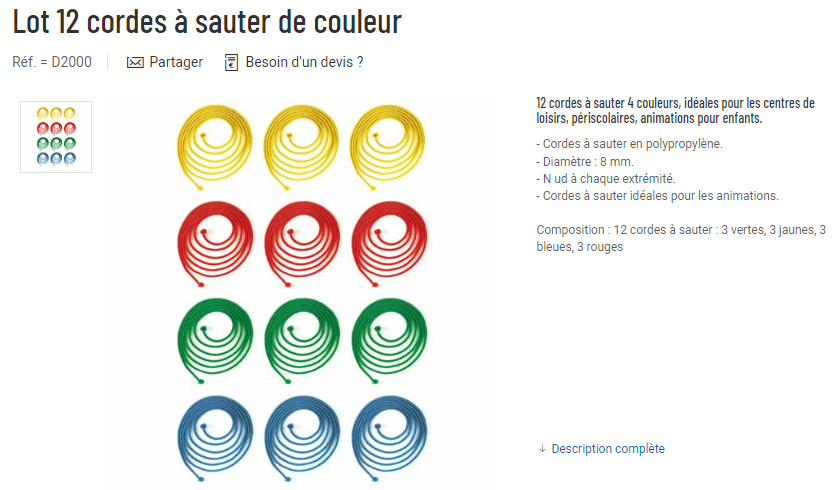 Lot 12 cordes à sauter de couleur
Réf. = D2000
Partager
Besoin d'un devis ?
12 cordes à sauter 4 couleurs, idéales pour les centres de
loisirs, périscolaires, animations pour enfants.
- Cordes à sauter en polypropylène.
- Diamètre : 8 mm.
- N ud à chaque extrémité.
- Cordes à sauter idéales pour les animations.
Composition : 12 cordes à sauter : 3 vertes, 3 jaunes, 3
bleues, 3 rouges
↓ Description complète